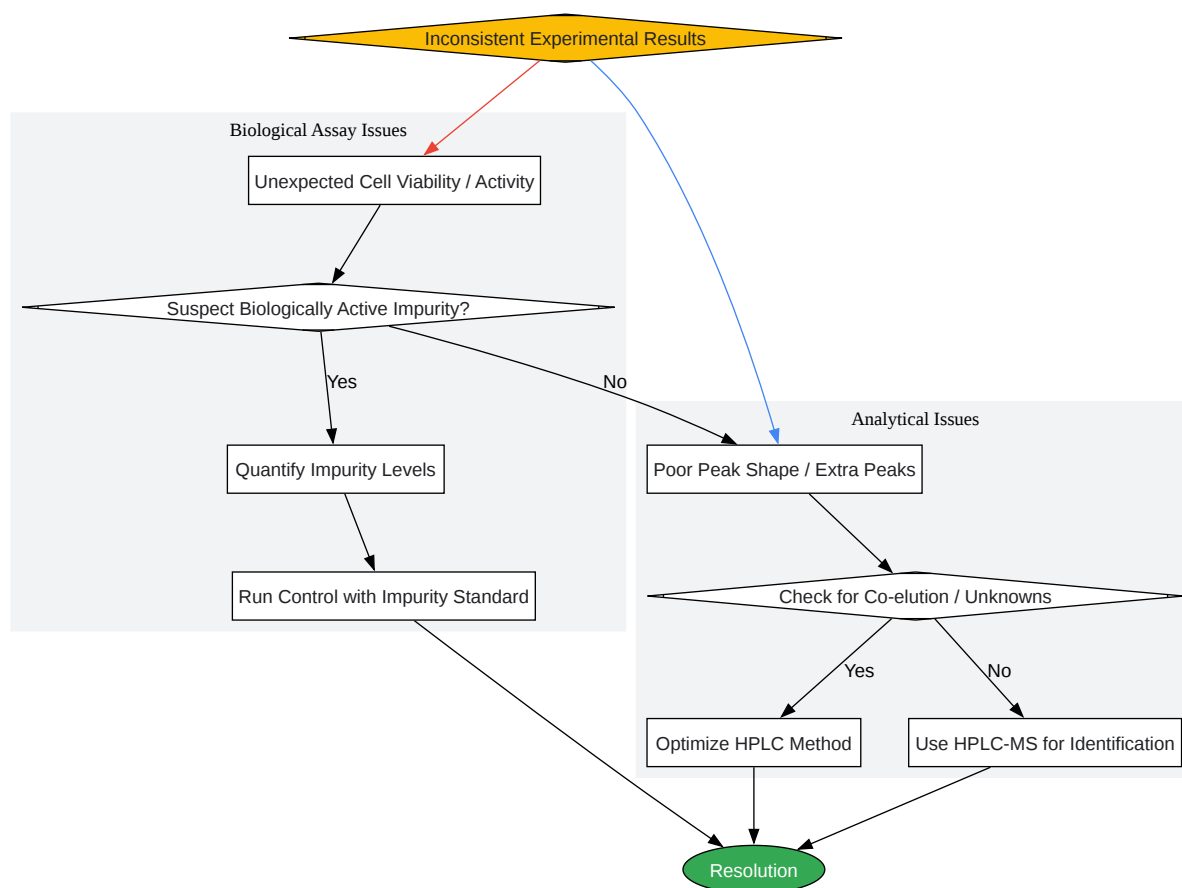 Inconsistent Experimental Results
Biological Assay Issues
Unexpected Cell Viability / Activity
Suspect Biologically Active Impurity?
Yes
No
Analytical Issues
Quantify Impurity Levels
Poor Peak Shape / Extra Peaks
Run Control with Impurity Standard
Check for Co-elution / Unknowns
Yes
No
Optimize HPLC Method
Use HPLC-MS for Identification
Resolution